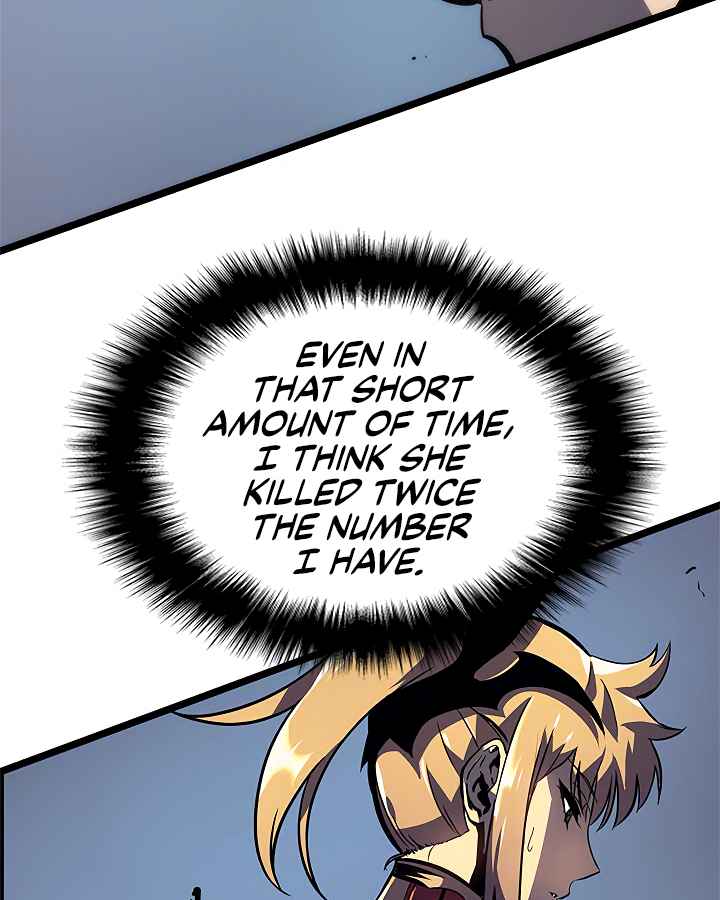 EVEN IN
THAT SHORT
AMOUNT OF TIME,
I THINK SHE
KILLED TWICE
THE NUMBER
I HAVE.